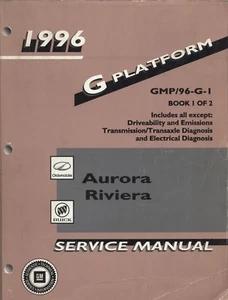 1996
G PLATFORM
GMP/96-G-1
BOOK 1 OF 2
Includes all except:
Driveability and Emissions
Transmission/Transaxle Diagnosis
and Electrical Diagnosis
Oldsmobile
Aurora
Riviera
BUICK
SERVICE MANUAL
GM